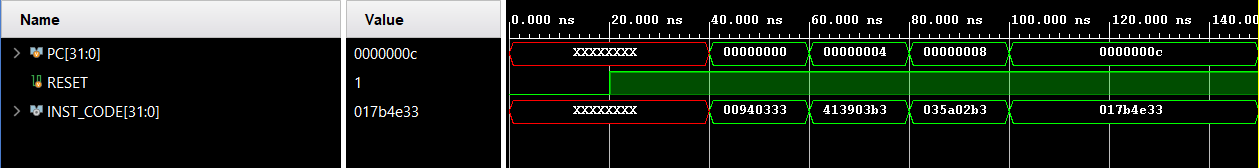 Name Value 0.000 ns 20.000 ns 40.000 ns 60.000 ns 80.000 ns 100.000 ns 120.000 ns 140.00
PC[31:0] 0000000c XXXXXXXX 00000000 00000004 00000008 0000000c
RESET 1
INST_CODE[31:0] 017b4e33 XXXXXXXX 00940333 413903b3 035a02b3 017b4e33